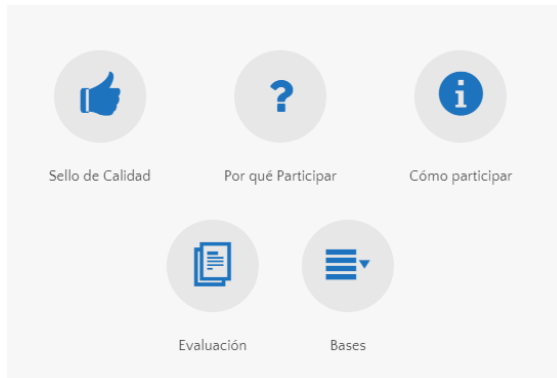 Sello de Calidad
Por qué Participar
Cómo participar
Evaluación
Bases